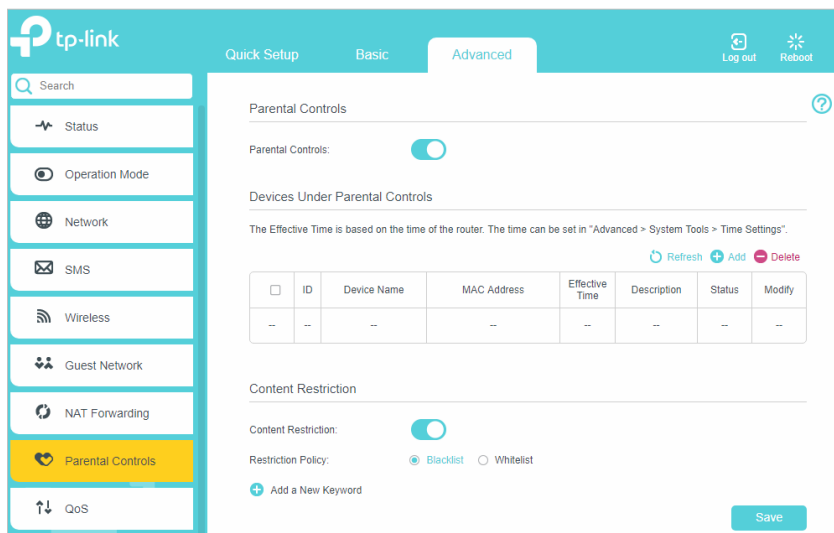 tp-link
Quick Setup
Basic
Advanced
Log out
Reboot
Search
Status
Operation Mode
Network
SMS
Wireless
Guest Network
NAT Forwarding
Parental Controls
QoS
Parental Controls
Parental Controls:
Devices Under Parental Controls
The Effective Time is based on the time of the router. The time can be set in "Advanced > System Tools > Time Settings".
Refresh Add Delete
ID Device Name MAC Address Effective Time Description Status Modify
-- -- -- -- -- -- -- --
Content Restriction
Content Restriction:
Restriction Policy: Blacklist Whitelist
Add a New Keyword
Save